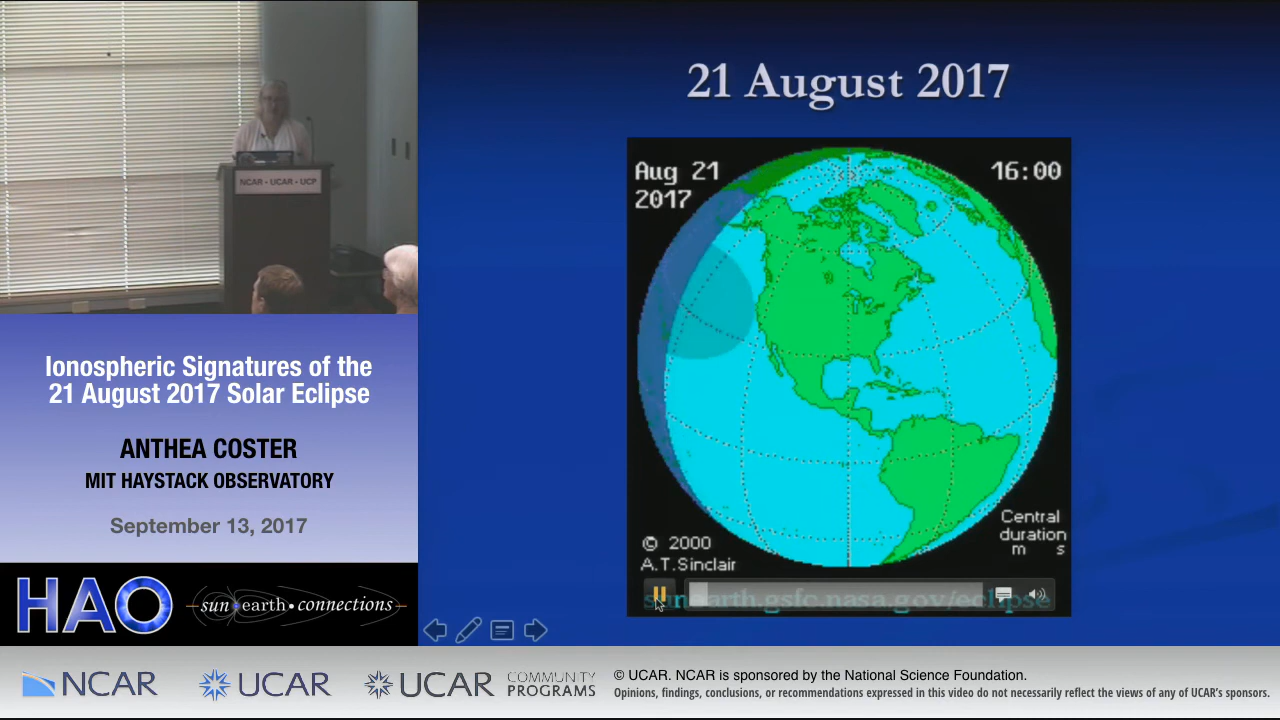 NCAR • UCAR • UCP
Ionospheric Signatures of the
21 August 2017 Solar Eclipse
ANTHEA COSTER
MIT HAYSTACK OBSERVATORY
September 13, 2017
HAO
sun•earth•connections
21 August 2017
Aug 21
2017
16:00
© 2000
A.T.Sinclair
Central
duration
m s
sunearth.gsfc.nasa.gov/eclipse
NCAR
UCAR
UCAR
COMMUNITY
PROGRAMS
© UCAR. NCAR is sponsored by the National Science Foundation.
Opinions, findings, conclusions, or recommendations expressed in this video do not necessarily reflect the views of any of UCAR's sponsors.